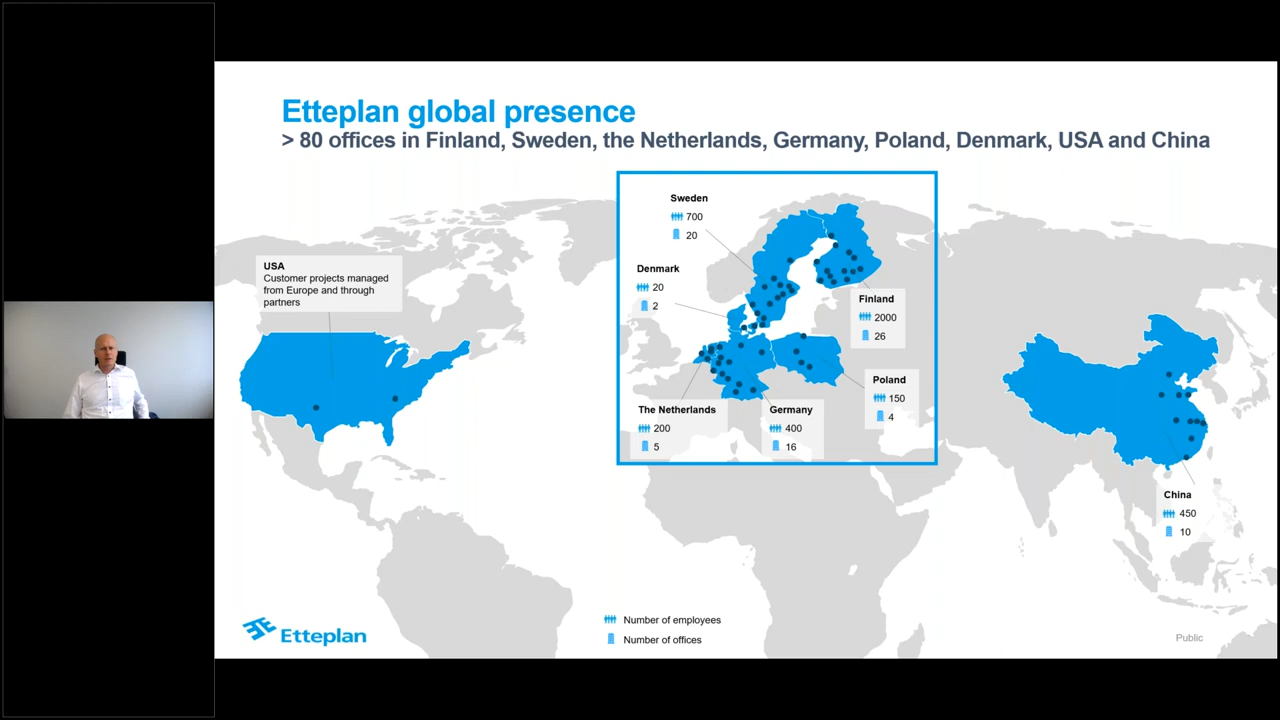 Etteplan global presence
> 80 offices in Finland, Sweden, the Netherlands, Germany, Poland, Denmark, USA and China
USA
Customer projects managed
from Europe and through
partners
Sweden
700
20
Denmark
20
2
Finland
2000
26
Poland
150
4
The Netherlands
200
5
Germany
400
16
China
450
10
Number of employees
Number of offices
Etteplan
Public